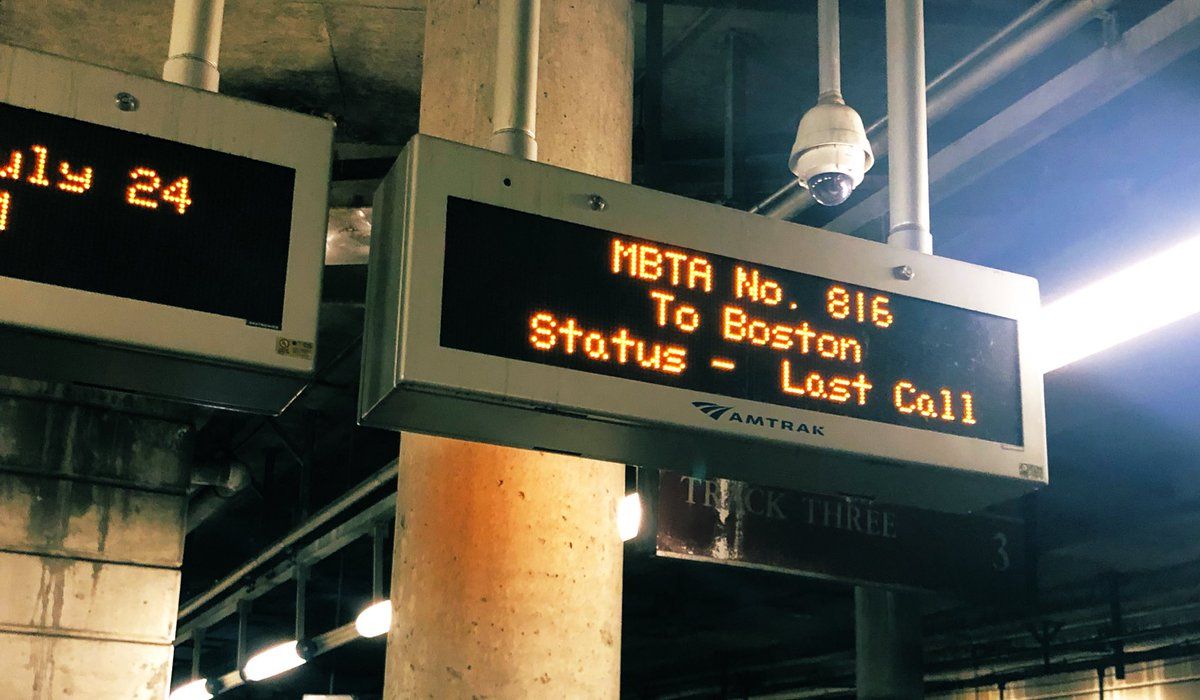 uly 24
MBTA No. 816
To Boston
Status - Last Call
AMTRAK
TRACK THREE
3